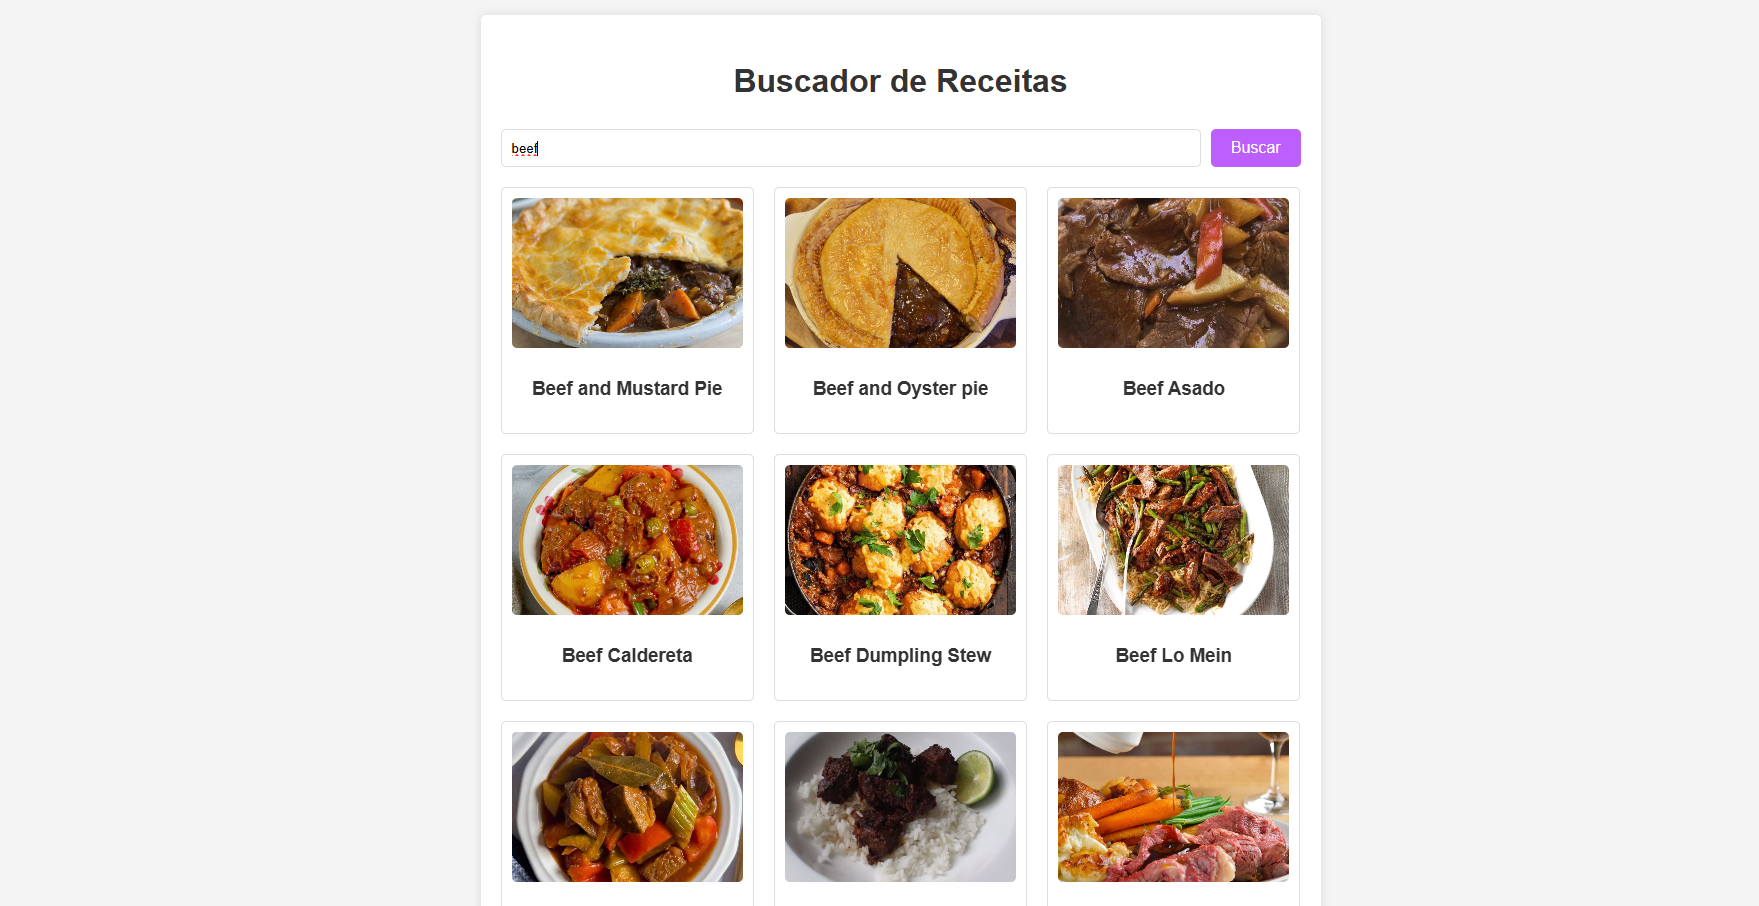 Buscador de Receitas
beef
Buscar
Beef and Mustard Pie
Beef and Oyster pie
Beef Asado
Beef Caldereta
Beef Dumpling Stew
Beef Lo Mein